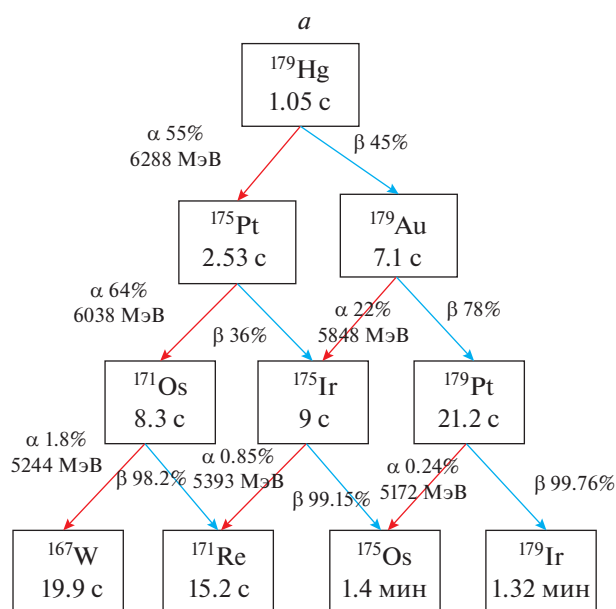 a
¹⁷⁹Hg
1.05 с
α 55%
6288 МэВ
β 45%
¹⁷⁵Pt
2.53 с
¹⁷⁹Au
7.1 с
α 64%
6038 МэВ
β 36%
α 22%
5848 МэВ
β 78%
¹⁷¹Os
8.3 с
¹⁷⁵Ir
9 с
¹⁷⁹Pt
21.2 с
α 1.8%
5244 МэВ
β 98.2%
α 0.85%
5393 МэВ
β 99.15%
α 0.24%
5172 МэВ
β 99.76%
¹⁶⁷W
19.9 с
¹⁷¹Re
15.2 с
¹⁷⁵Os
1.4 мин
¹⁷⁹Ir
1.32 мин